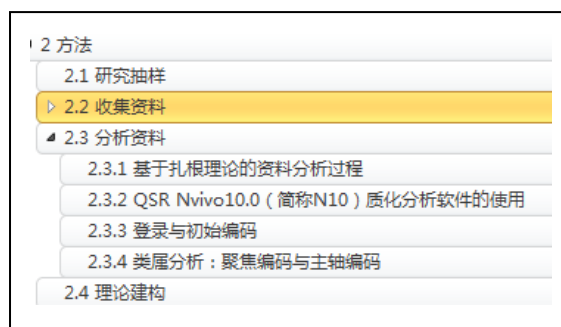 2 方法
2.1 研究抽样
2.2 收集资料
2.3 分析资料
2.3.1 基于扎根理论的资料分析过程
2.3.2 QSR Nvivo10.0（简称N10）质化分析软件的使用
2.3.3 登录与初始编码
2.3.4 类属分析：聚焦编码与主轴编码
2.4 理论建构